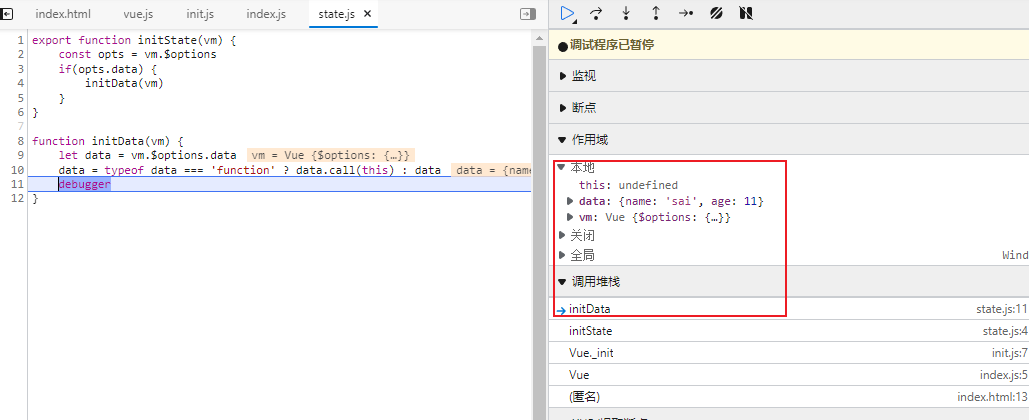 index.html vue.js init.js index.js state.js ×
1 export function initState(vm) {
2 const opts = vm.$options
3 if(opts.data) {
4 initData(vm)
5 }
6 }
7
8 function initData(vm) {
9 let data = vm.$options.data vm = Vue {$options: {…}}
10 data = typeof data === 'function' ? data.call(this) : data data = {name
11 debugger
12 }
调试程序已暂停
监视
断点
作用域
本地
this: undefined
data: {name: 'sai', age: 11}
vm: Vue {$options: {…}}
关闭
全局 Wind
调用堆栈
initData state.js:11
initState state.js:4
Vue._init init.js:7
Vue index.js:5
(匿名) index.html:13